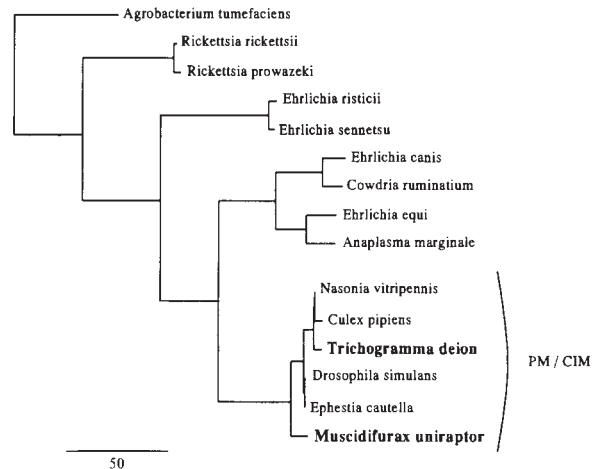 Agrobacterium tumefaciens
Rickettsia rickettsii
Rickettsia prowazeki
Ehrlichia risticii
Ehrlichia sennetsu
Ehrlichia canis
Cowdria ruminatium
Ehrlichia equi
Anaplasma marginale
Nasonia vitripennis
Culex pipiens
Trichogramma deion
Drosophila simulans
Ephestia cautella
Muscidifurax uniraptor
PM / CIM
50